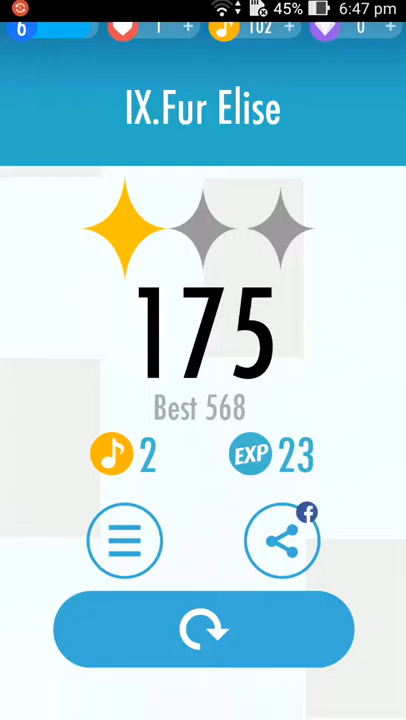 45% 6:47 pm
6 1 + 102 + 0 +
IX.Fur Elise
175
Best 568
2 EXP 23
f